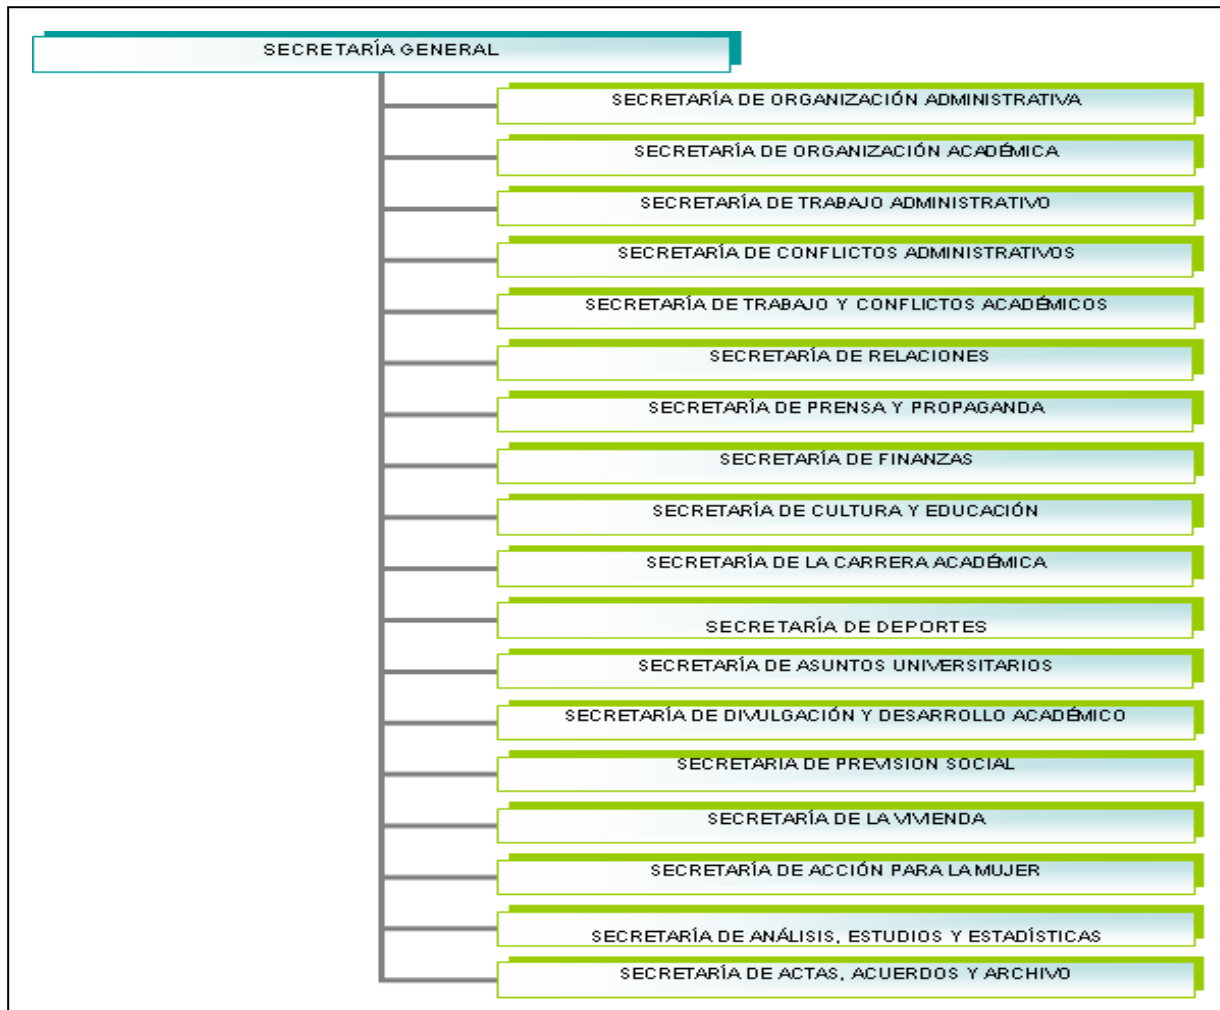 SECRETARÍA GENERAL
SECRETARÍA DE ORGANIZACIÓN ADMINISTRATIVA
SECRETARÍA DE ORGANIZACIÓN ACADÉMICA
SECRETARÍA DE TRABAJO ADMINISTRATIVO
SECRETARÍA DE CONFLICTOS ADMINISTRATIVOS
SECRETARÍA DE TRABAJO Y CONFLICTOS ACADÉMICOS
SECRETARÍA DE RELACIONES
SECRETARÍA DE PRENSA Y PROPAGANDA
SECRETARÍA DE FINANZAS
SECRETARÍA DE CULTURA Y EDUCACIÓN
SECRETARÍA DE LA CARRERA ACADÉMICA
SECRETARÍA DE DEPORTES
SECRETARÍA DE ASUNTOS UNIVERSITARIOS
SECRETARÍA DE DIVULGACIÓN Y DESARROLLO ACADÉMICO
SECRETARIA DE PREVISION SOCIAL
SECRETARÍA DE LA VIVIENDA
SECRETARÍA DE ACCIÓN PARA LA MUJER
SECRETARÍA DE ANÁLISIS, ESTUDIOS Y ESTADÍSTICAS
SECRETARÍA DE ACTAS, ACUERDOS Y ARCHIVO